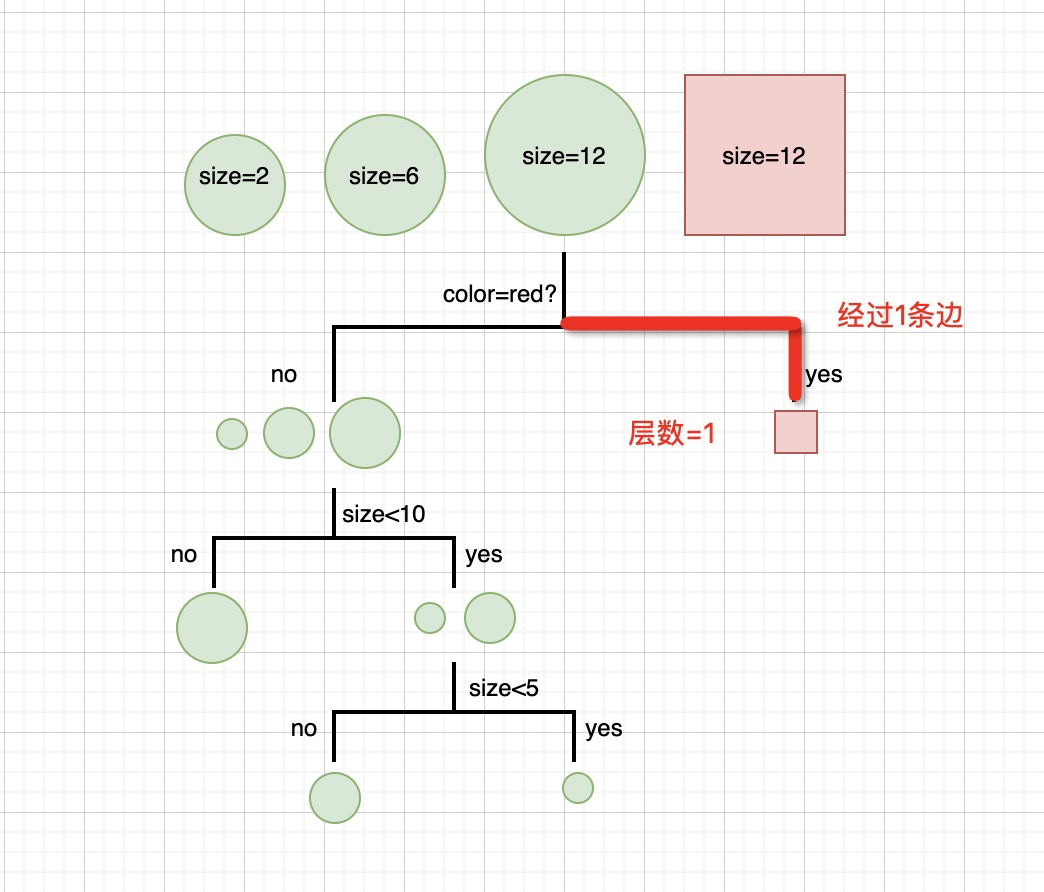 size=2
size=6
size=12
size=12
color=red?
经过1条边
no
yes
层数=1
size<10
no
yes
size<5
no
yes